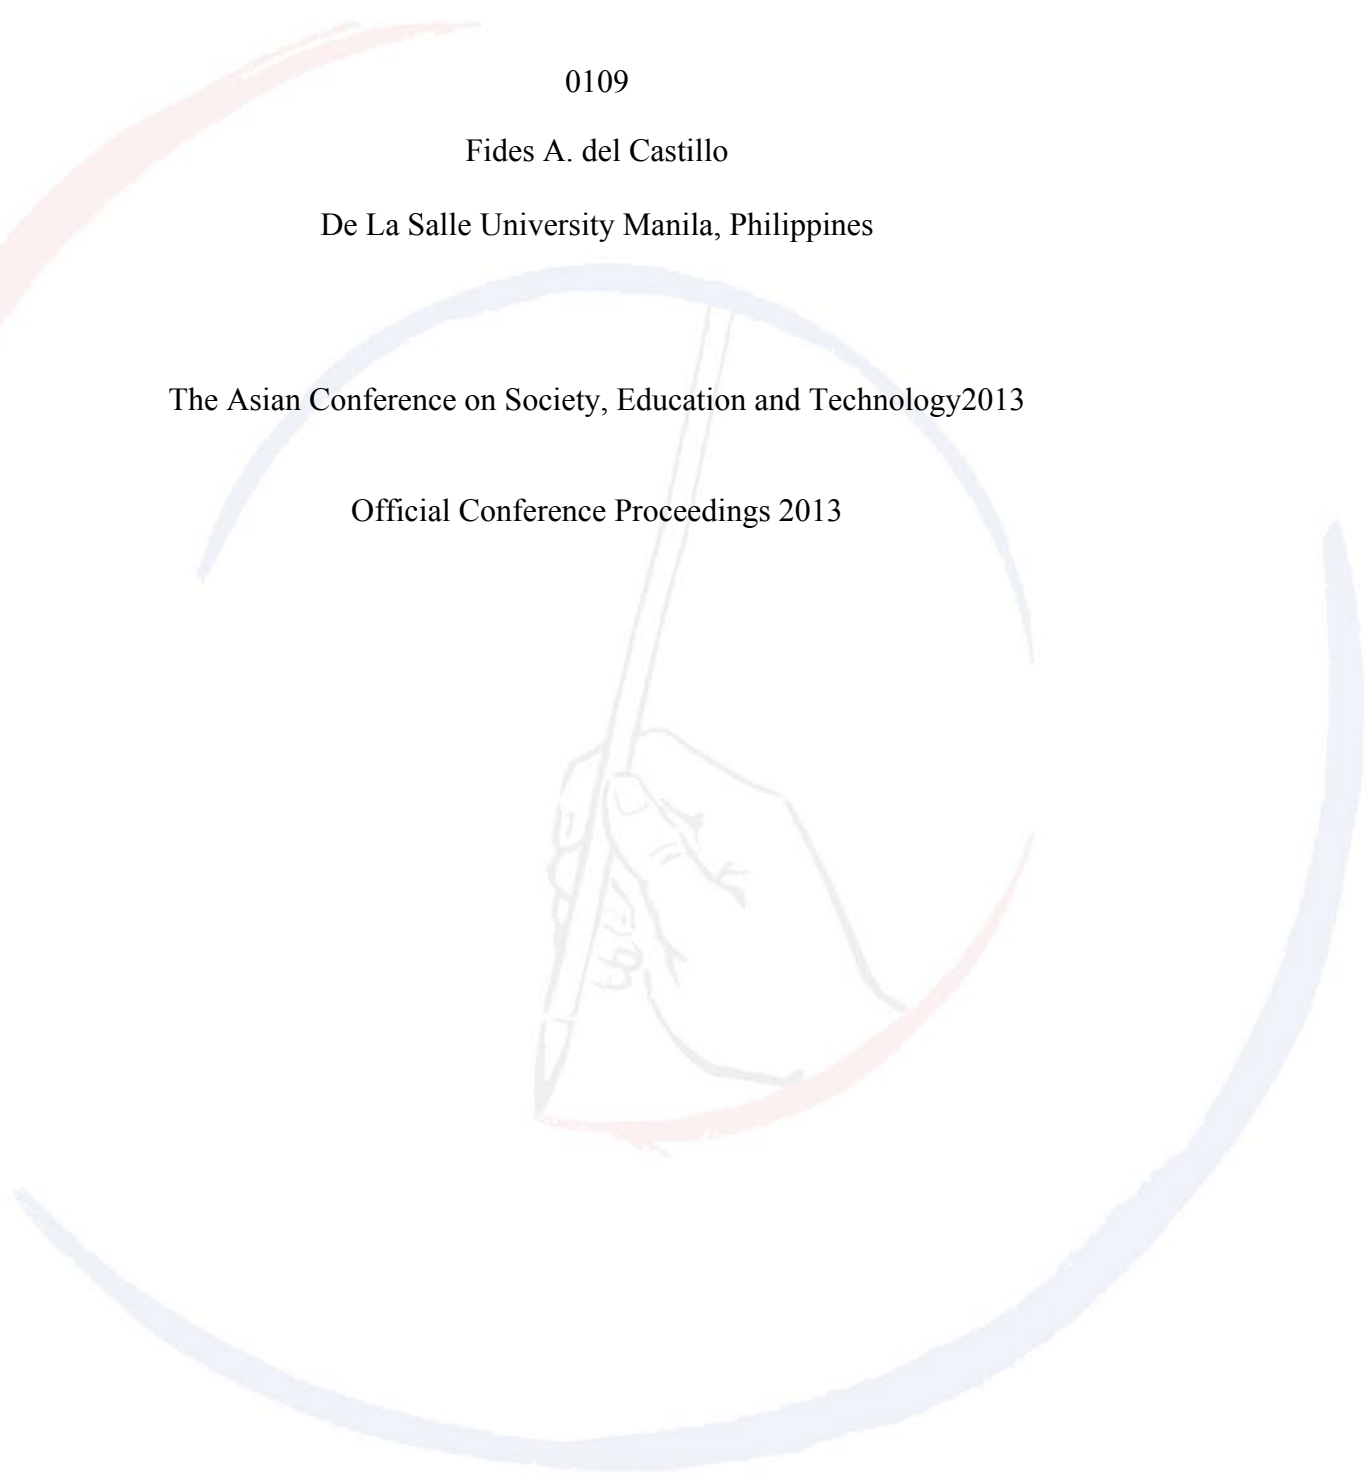 0109
Fides A. del Castillo
De La Salle University Manila, Philippines
The Asian Conference on Society, Education and Technology2013
Official Conference Proceedings 2013